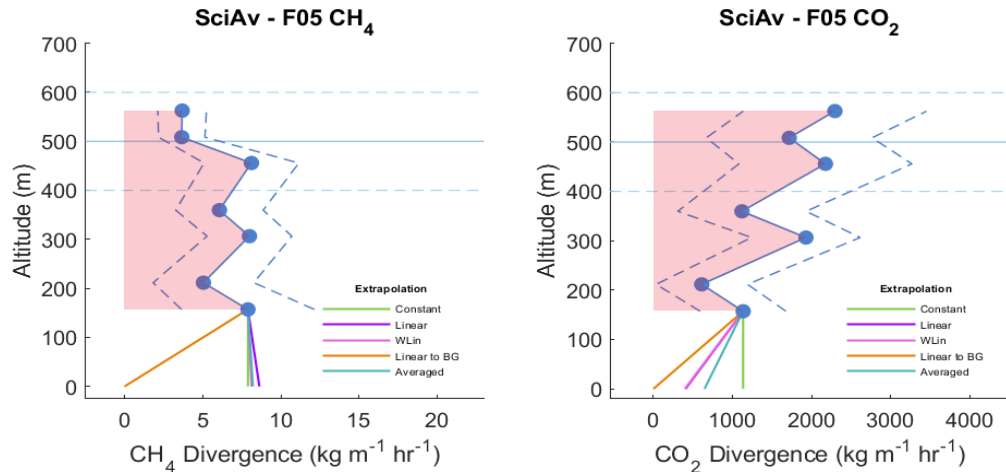 SciAv - F05 CH4
700
600
500
400
300
200
100
0
Altitude (m)
Extrapolation
Constant
Linear
WLin
Linear to BG
Averaged
0 5 10 15 20
CH4 Divergence (kg m-1 hr-1)
SciAv - F05 CO2
700
600
500
400
300
200
100
0
Altitude (m)
Extrapolation
Constant
Linear
WLin
Linear to BG
Averaged
0 1000 2000 3000 4000
CO2 Divergence (kg m-1 hr-1)